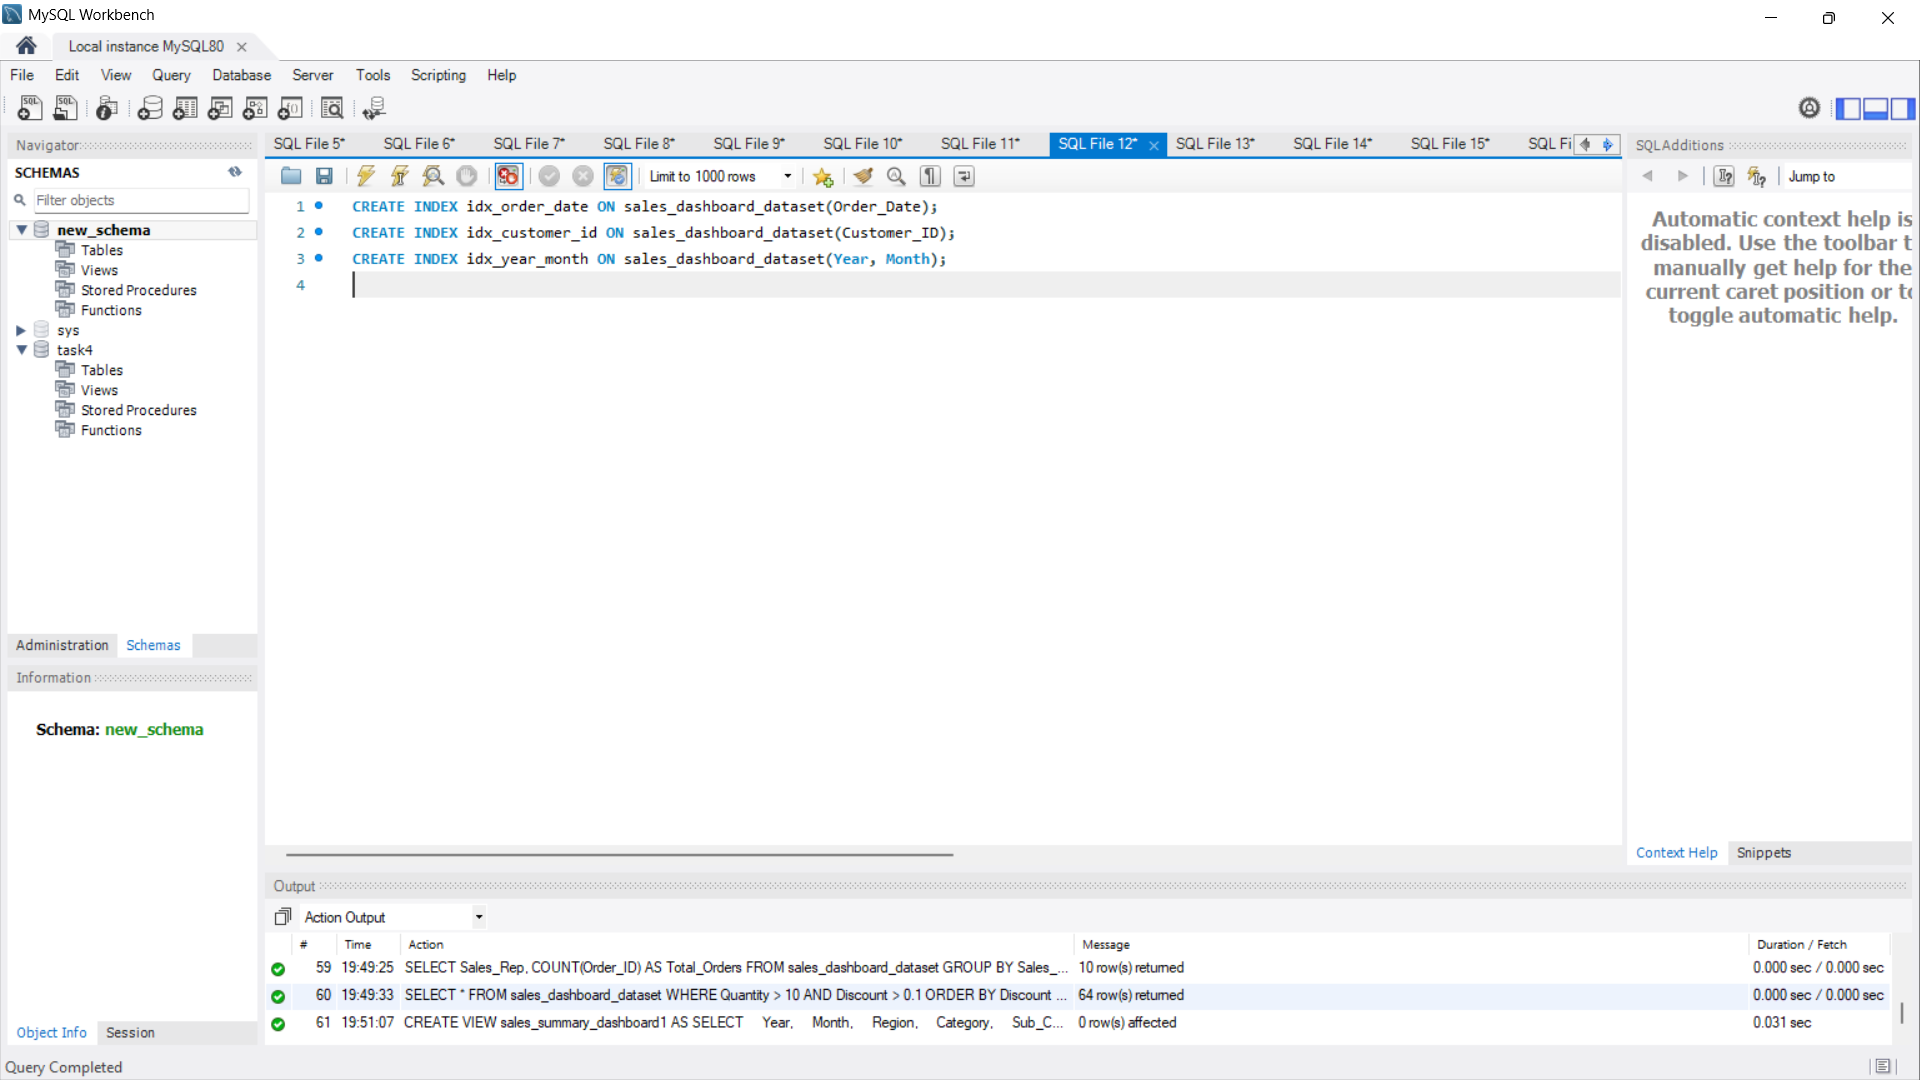 MySQL Workbench
Local instance MySQL80
File Edit View Query Database Server Tools Scripting Help
Navigator
SCHEMAS
Filter objects
new_schema
Tables
Views
Stored Procedures
Functions
sys
task4
Tables
Views
Stored Procedures
Functions
Administration Schemas
Information
Schema: new_schema
Object Info Session
SQL File 5* SQL File 6* SQL File 7* SQL File 8* SQL File 9* SQL File 10* SQL File 11* SQL File 12* SQL File 13* SQL File 14* SQL File 15* SQL Fi
Limit to 1000 rows
1 CREATE INDEX idx_order_date ON sales_dashboard_dataset(Order_Date);
2 CREATE INDEX idx_customer_id ON sales_dashboard_dataset(Customer_ID);
3 CREATE INDEX idx_year_month ON sales_dashboard_dataset(Year, Month);
4
SQLAdditions
Jump to
Automatic context help is
disabled. Use the toolbar t
manually get help for the
current caret position or to
toggle automatic help.
Context Help Snippets
Output
Action Output
# Time Action Message Duration / Fetch
59 19:49:25 SELECT Sales_Rep, COUNT(Order_ID) AS Total_Orders FROM sales_dashboard_dataset GROUP BY Sales_... 10 row(s) returned 0.000 sec / 0.000 sec
60 19:49:33 SELECT * FROM sales_dashboard_dataset WHERE Quantity > 10 AND Discount > 0.1 ORDER BY Discount ... 64 row(s) returned 0.000 sec / 0.000 sec
61 19:51:07 CREATE VIEW sales_summary_dashboard1 AS SELECT Year, Month, Region, Category, Sub_C... 0 row(s) affected 0.031 sec
Query Completed